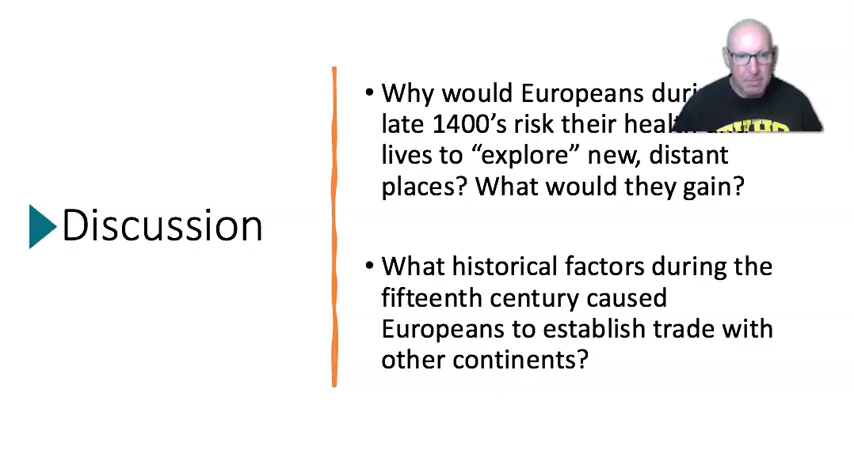 Discussion
• Why would Europeans
late 1400's risk their
lives to “explore” new, distant
places? What would they gain?
• What historical factors during the
fifteenth century caused
Europeans to establish trade with
other continents?